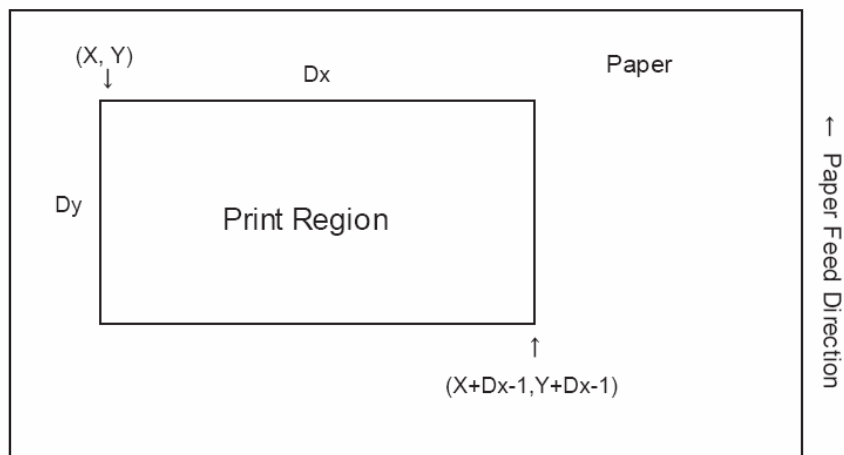 (X, Y)
Dx
Paper
Dy
Print Region
(X+Dx-1,Y+Dx-1)
↑ Paper Feed Direction